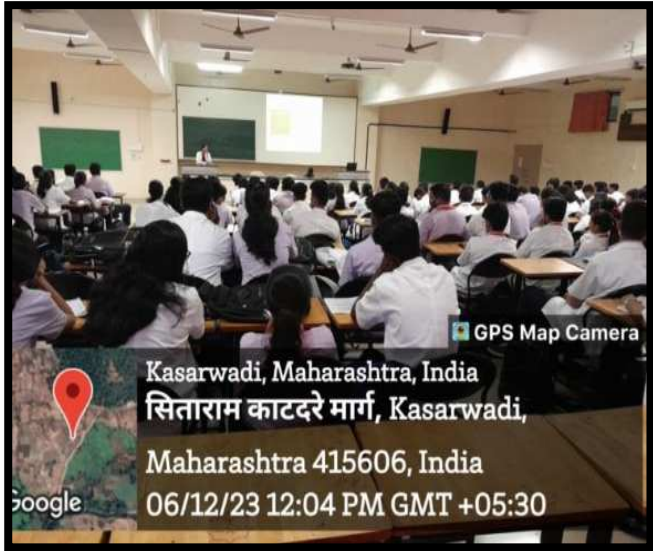 GPS Map Camera
Kasarwadi, Maharashtra, India
सिताराम काटदरे मार्ग, Kasarwadi,
Maharashtra 415606, India
06/12/23 12:04 PM GMT +05:30
Google